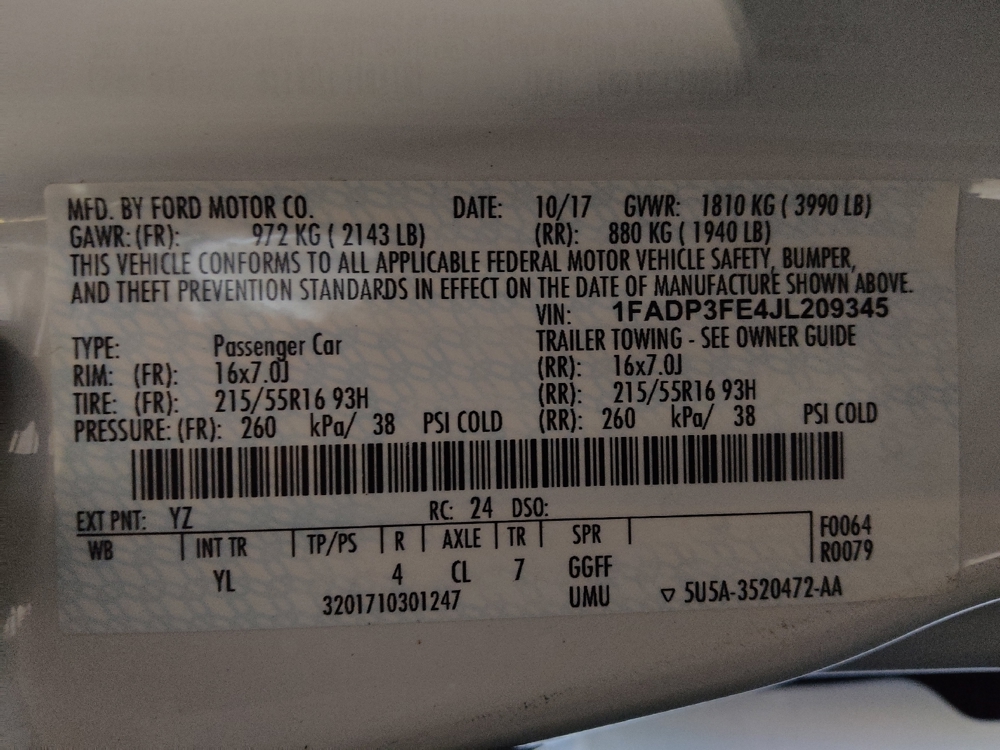 MFD. BY FORD MOTOR CO. DATE: 10/17 GVWR: 1810 KG ( 3990 LB)
GAWR: (FR): 972 KG ( 2143 LB) (RR): 880 KG ( 1940 LB)
THIS VEHICLE CONFORMS TO ALL APPLICABLE FEDERAL MOTOR VEHICLE SAFETY, BUMPER,
AND THEFT PREVENTION STANDARDS IN EFFECT ON THE DATE OF MANUFACTURE SHOWN ABOVE.
VIN: 1FADP3FE4JL209345
TYPE: Passenger Car TRAILER TOWING - SEE OWNER GUIDE
RIM: (FR): 16x7.0J (RR): 16x7.0J
TIRE: (FR): 215/55R16 93H (RR): 215/55R16 93H
PRESSURE: (FR): 260 kPa/ 38 PSI COLD (RR): 260 kPa/ 38 PSI COLD
EXT PNT: YZ RC: 24 DSO:
WB INT TR TP/PS R AXLE TR SPR F0064
R0079
YL 4 CL 7 GGFF
3201710301247 UMU ▽ 5U5A-3520472-AA